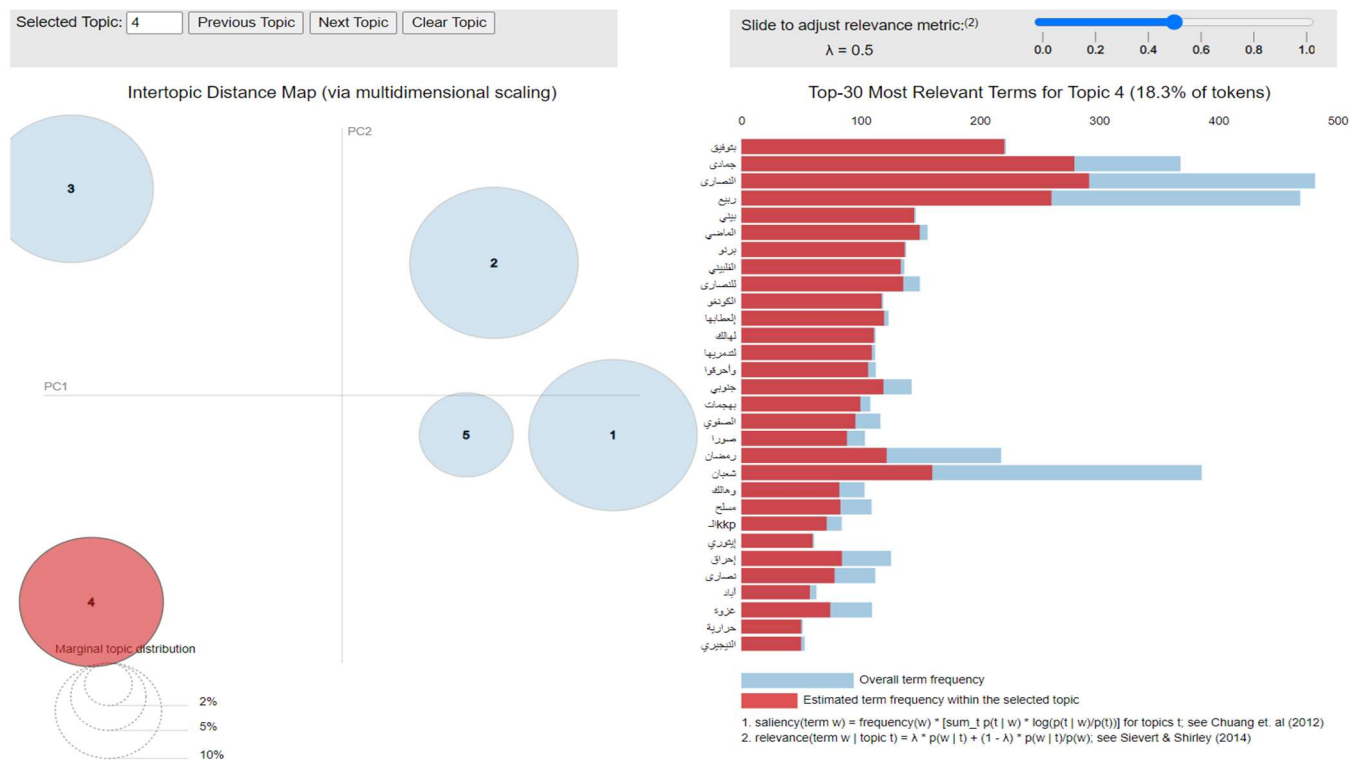 Selected Topic: 4 Previous Topic Next Topic Clear Topic
Slide to adjust relevance metric:(2)
λ = 0.5
0.0 0.2 0.4 0.6 0.8 1.0
Intertopic Distance Map (via multidimensional scaling)
PC2
PC1
3
2
5
1
4
Marginal topic distribution
2%
5%
10%
Top-30 Most Relevant Terms for Topic 4 (18.3% of tokens)
0 100 200 300 400 500
بتوفيق
جمادى
النصارى
ربيع
بيني
الماضي
برنو
الفلبيني
للنصارى
الكونغو
إلعطابها
لهالك
لتدمريها
وأحرقوا
جنوبي
بهجمات
الصفوي
صورا
رمضان
شعبان
وهالك
مسلح
الـkkp
إيتوري
إحراق
نصارى
آباد
غزوة
حرارية
النيجيري
Overall term frequency
Estimated term frequency within the selected topic
1. saliency(term w) = frequency(w) * [sum_t p(t | w) * log(p(t | w)/p(t))] for topics t; see Chuang et. al (2012)
2. relevance(term w | topic t) = λ * p(w | t) + (1 - λ) * p(w | t)/p(w); see Sievert & Shirley (2014)